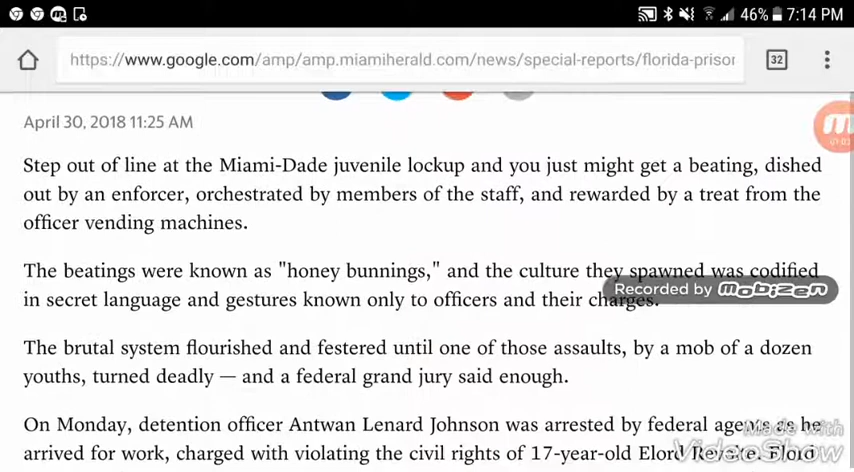 46% 7:14 PM
https://www.google.com/amp/amp.miamiherald.com/news/special-reports/florida-prisor
32
April 30, 2018 11:25 AM
Step out of line at the Miami-Dade juvenile lockup and you just might get a beating, dished
out by an enforcer, orchestrated by members of the staff, and rewarded by a treat from the
officer vending machines.
The beatings were known as "honey bunnings," and the culture they spawned was codified
in secret language and gestures known only to officers and their charges.
Recorded by mobizen
The brutal system flourished and festered until one of those assaults, by a mob of a dozen
youths, turned deadly — and a federal grand jury said enough.
On Monday, detention officer Antwan Lenard Johnson was arrested by federal agents as he
Made with
arrived for work, charged with violating the civil rights of 17-year-old Elord Revolte. Elord
VideoShow